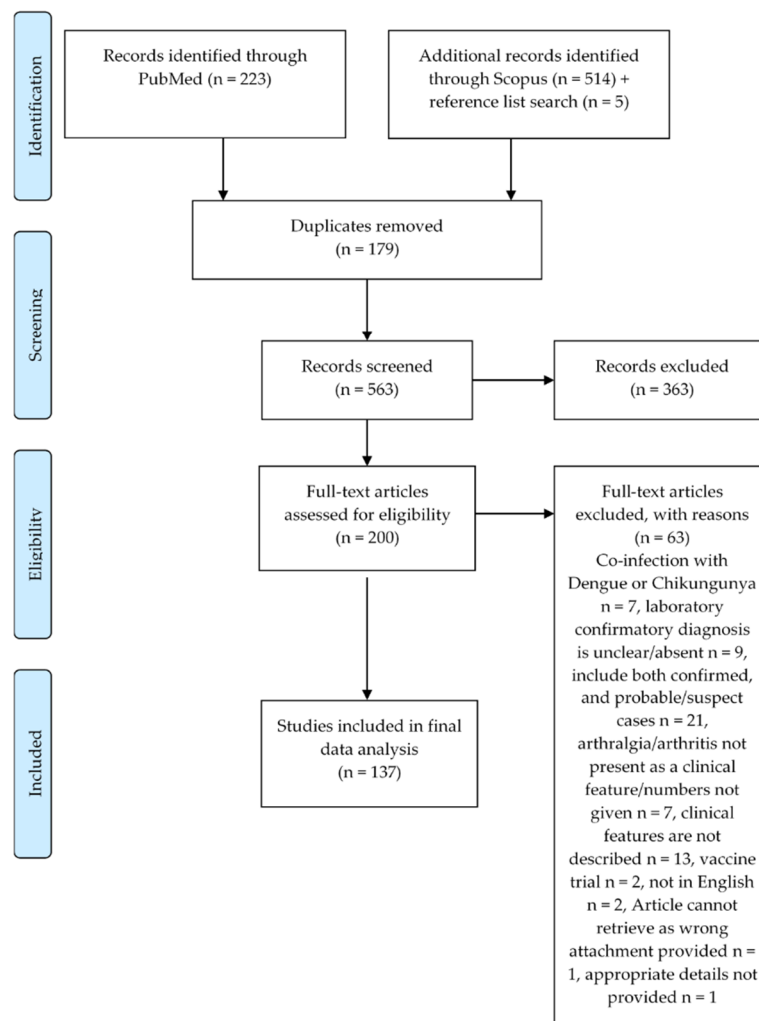 Identification
Records identified through
PubMed (n = 223)
Additional records identified
through Scopus (n = 514) +
reference list search (n = 5)
Duplicates removed
(n = 179)
Screening
Records screened
(n = 563)
Records excluded
(n = 363)
Eligibility
Full-text articles
assessed for eligibility
(n = 200)
Full-text articles
excluded, with reasons
(n = 63)
Co-infection with
Dengue or Chikungunya
n = 7, laboratory
confirmatory diagnosis
is unclear/absent n = 9,
include both confirmed,
and probable/suspect
cases n = 21,
arthralgia/arthritis not
present as a clinical
feature/numbers not
given n = 7, clinical
features are not
described n = 13, vaccine
trial n = 2, not in English
n = 2, Article cannot
retrieve as wrong
attachment provided n =
1, appropriate details not
provided n = 1
Included
Studies included in final
data analysis
(n = 137)